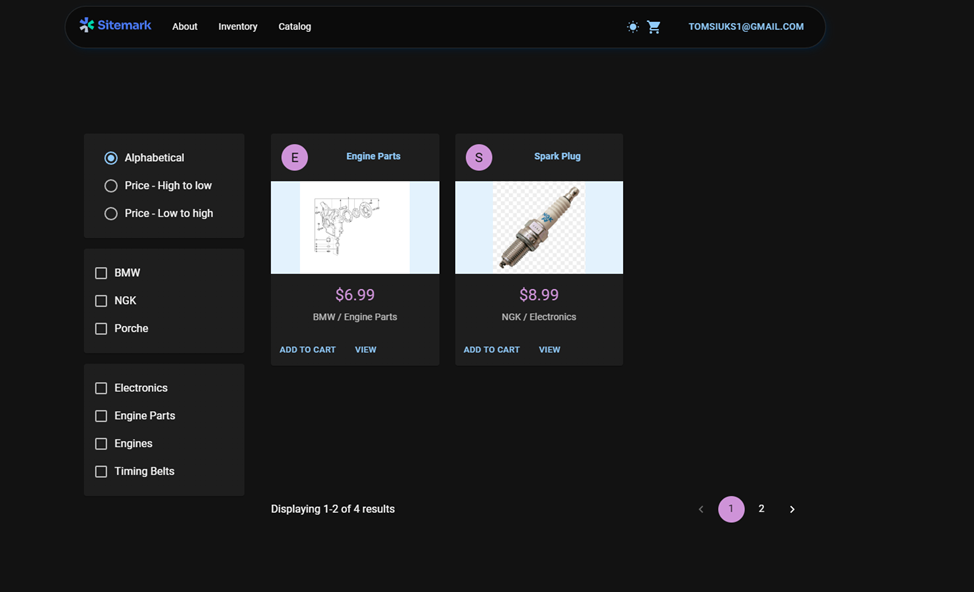 Sitemark About Inventory Catalog TOMSIUKS1@GMAIL.COM
Alphabetical
Price - High to low
Price - Low to high
BMW
NGK
Porche
Electronics
Engine Parts
Engines
Timing Belts
E Engine Parts
$6.99
BMW / Engine Parts
ADD TO CART VIEW
S Spark Plug
$8.99
NGK / Electronics
ADD TO CART VIEW
Displaying 1-2 of 4 results
1 2